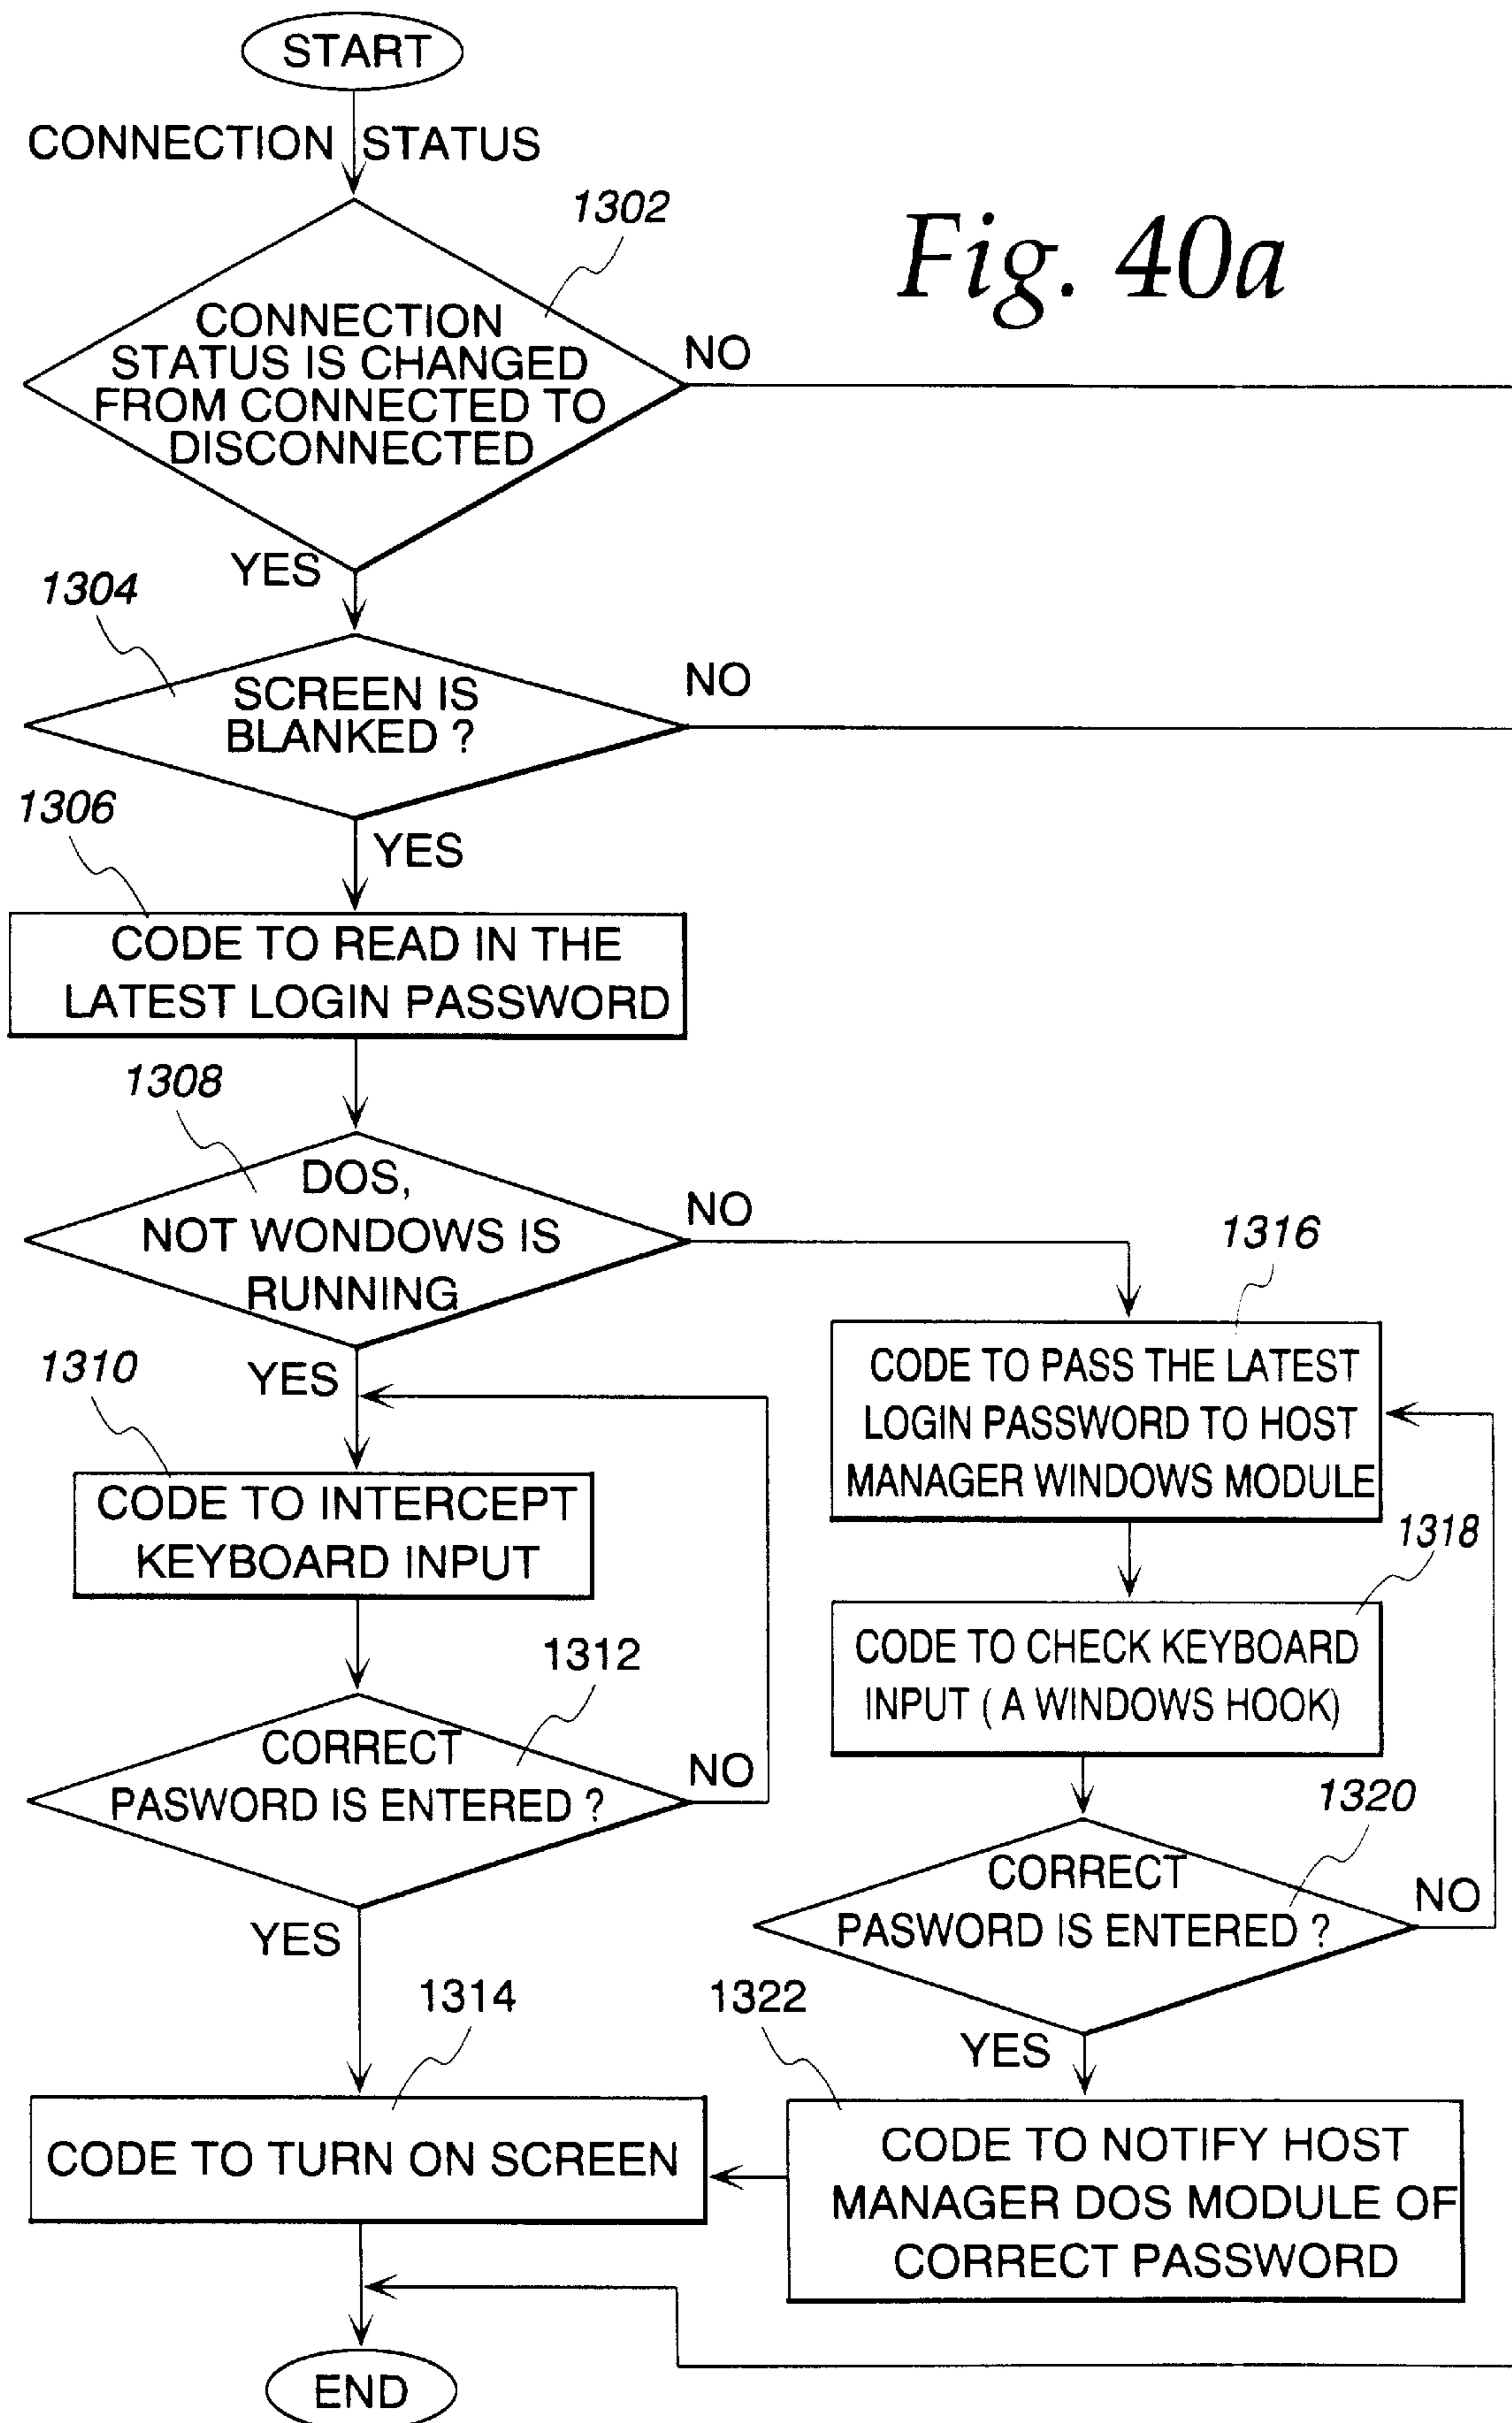 START
CONNECTION STATUS
1302
Fig. 40a
CONNECTION
STATUS IS CHANGED
FROM CONNECTED TO
DISCONNECTED
NO
YES
1304
SCREEN IS
BLANKED ?
NO
1306
YES
CODE TO READ IN THE
LATEST LOGIN PASSWORD
1308
DOS,
NOT WONDOWS IS
RUNNING
NO
1316
CODE TO PASS THE LATEST
LOGIN PASSWORD TO HOST
MANAGER WINDOWS MODULE
1310
YES
CODE TO INTERCEPT
KEYBOARD INPUT
1318
CODE TO CHECK KEYBOARD
INPUT ( A WINDOWS HOOK)
1312
CORRECT
PASWORD IS ENTERED ?
NO
1320
CORRECT
PASWORD IS ENTERED ?
NO
YES
1314
1322
YES
CODE TO TURN ON SCREEN
CODE TO NOTIFY HOST
MANAGER DOS MODULE OF
CORRECT PASSWORD
END